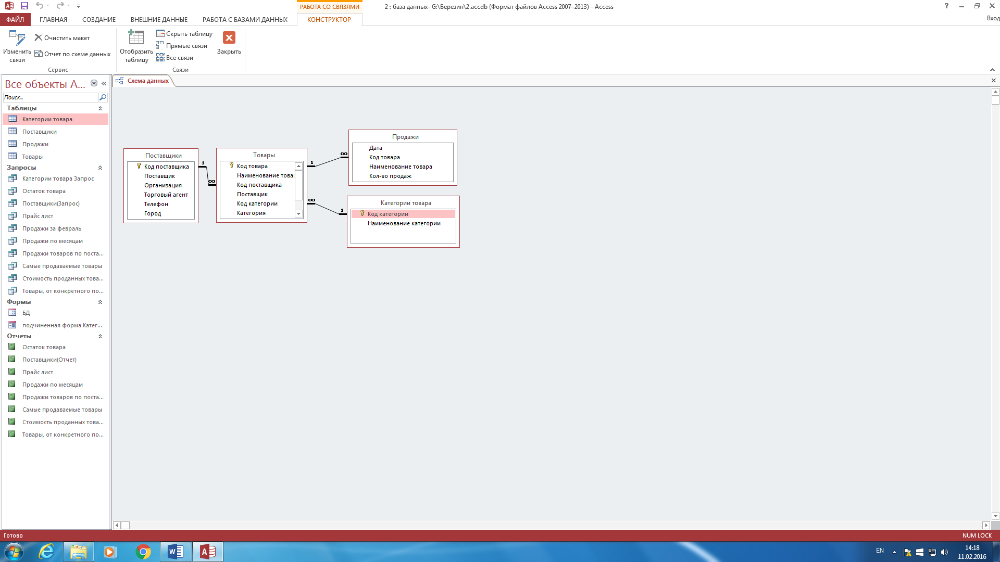 РАБОТА СО СВЯЗЯМИ
2 : база данных- G:\Березин\2.accdb (Формат файлов Access 2007–2013) - Access
ФАЙЛ ГЛАВНАЯ СОЗДАНИЕ ВНЕШНИЕ ДАННЫЕ РАБОТА С БАЗАМИ ДАННЫХ КОНСТРУКТОР
Вход
Изменить связи
Очистить макет
Отчет по схеме данных
Сервис
Отобразить таблицу
Скрыть таблицу
Прямые связи
Все связи
Закрыть
Связи
Все объекты A...
Поиск...
Таблицы
Категории товара
Поставщики
Продажи
Товары
Запросы
Категории товара Запрос
Остаток товара
Поставщики(Запрос)
Прайс лист
Продажи за февраль
Продажи по месяцам
Продажи товаров по поста...
Самые продаваемые товары
Стоимость проданных това...
Товары, от конкретного по...
Формы
БД
подчиненная форма Катег...
Отчеты
Остаток товара
Поставщики(Отчет)
Прайс лист
Продажи по месяцам
Продажи товаров по поста...
Самые продаваемые товары
Стоимость проданных това...
Товары, от конкретного по...
Схема данных
Поставщики
Код поставщика
Поставщик
Организация
Торговый агент
Телефон
Город
1
∞
Товары
Код товара
Наименование това
Код поставщика
Поставщик
Код категории
Категория
1
∞
∞
1
Продажи
Дата
Код товара
Наименование товара
Кол-во продаж
Категории товара
Код категории
Наименование категории
Готово
NUM LOCK
EN
14:18
11.02.2016